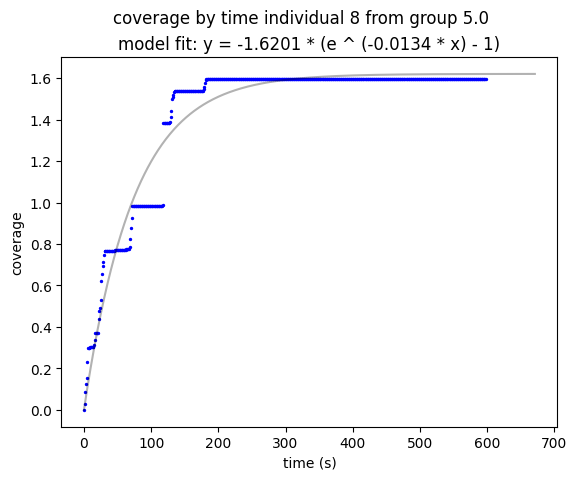 coverage by time individual 8 from group 5.0
model fit: y = -1.6201 * (e ^ (-0.0134 * x) - 1)
1.6
1.4
1.2
1.0
0.8
0.6
0.4
0.2
0.0
coverage
0 100 200 300 400 500 600 700
time (s)